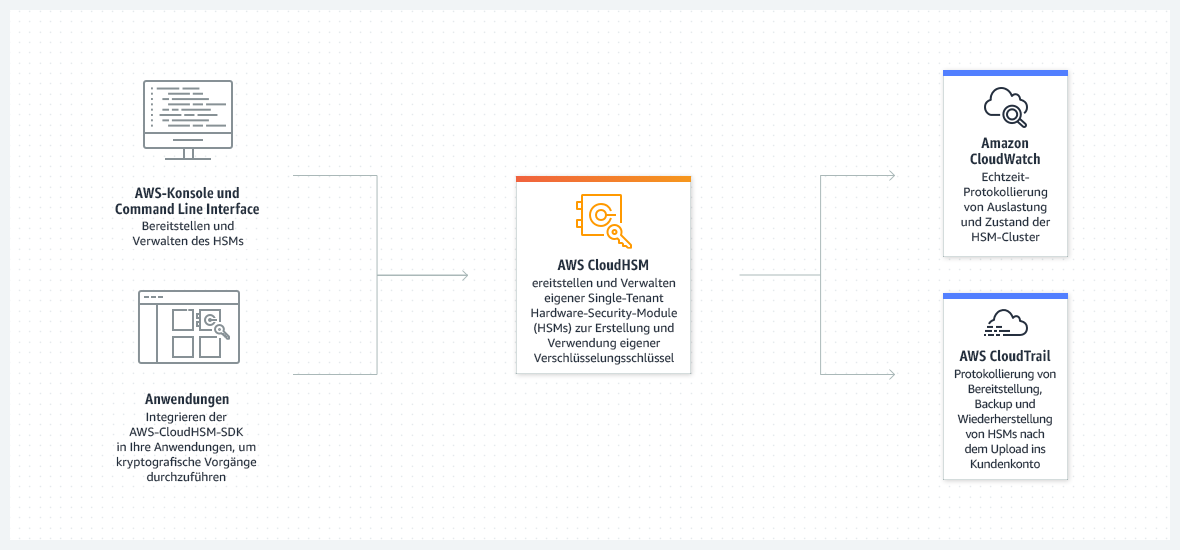 AWS-Konsole und
Command Line Interface
Bereitstellen und
Verwalten des HSMs
Anwendungen
Integrieren der
AWS-CloudHSM-SDK
in Ihre Anwendungen, um
kryptografische Vorgänge
durchzuführen
AWS CloudHSM
ereitstellen und Verwalten
eigener Single-Tenant
Hardware-Security-Module
(HSMs) zur Erstellung und
Verwendung eigener
Verschlüsselungsschlüssel
Amazon
CloudWatch
Echtzeit-
Protokollierung
von Auslastung
und Zustand der
HSM-Cluster
AWS CloudTrail
Protokollierung von
Bereitstellung,
Backup und
Wiederherstellung
von HSMs nach
dem Upload ins
Kundenkonto